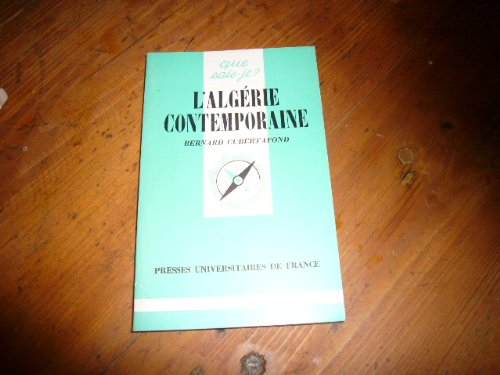 que
sais-je?
L'ALGÉRIE
CONTEMPORAINE
BERNARD CUBERTAFOND
PRESSES UNIVERSITAIRES DE FRANCE